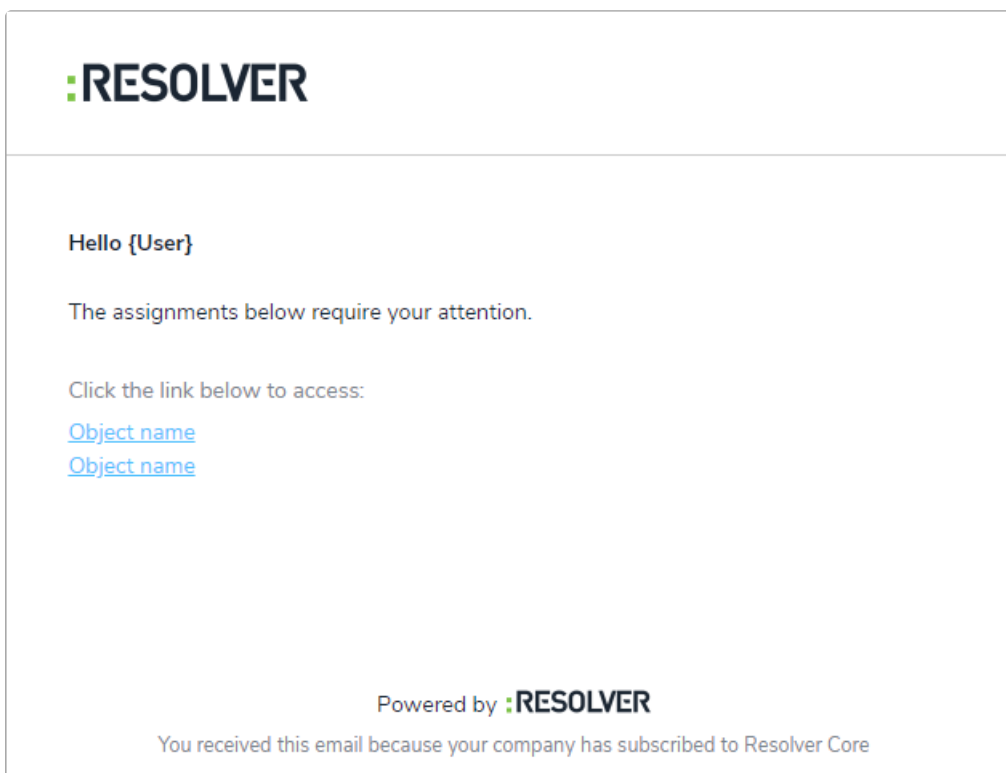 :RESOLVER
Hello {User}
The assignments below require your attention.
Click the link below to access:
Object name
Object name
Powered by :RESOLVER
You received this email because your company has subscribed to Resolver Core